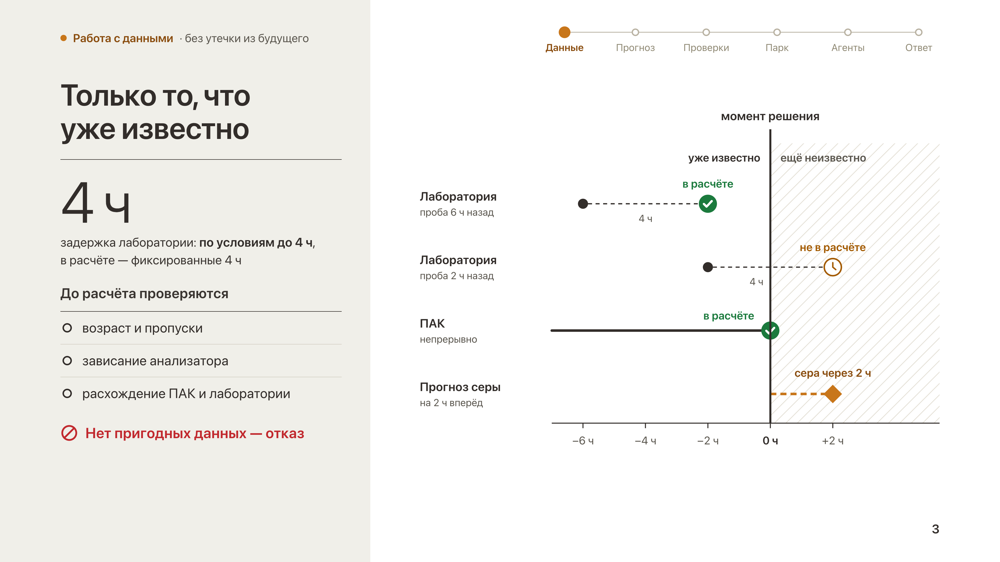 Работа с данными · без утечки из будущего
Только то, что
уже известно
4 ч
задержка лаборатории: по условиям до 4 ч,
в расчёте — фиксированные 4 ч
До расчёта проверяются
возраст и пропуски
зависание анализатора
расхождение ПАК и лаборатории
Нет пригодных данных — отказ
Данные Прогноз Проверки Парк Агенты Ответ
момент решения
уже известно ещё неизвестно
в расчёте
Лаборатория
проба 6 ч назад
4 ч
не в расчёте
Лаборатория
проба 2 ч назад
4 ч
в расчёте
ПАК
непрерывно
сера через 2 ч
Прогноз серы
на 2 ч вперёд
−6 ч −4 ч −2 ч 0 ч +2 ч
3